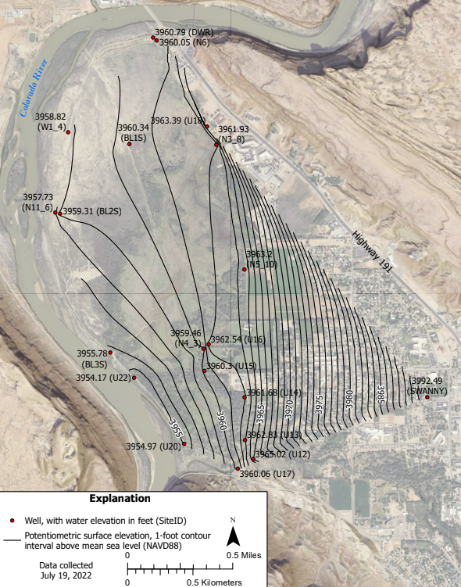 3960.79 (DWR)
3960.05 (N6)
Colorado River
3958.82
(W1_4)
3960.34
(BL1S)
3963.39 (U18)
3961.93
(N3_8)
3957.73
(N11_6)
3959.31 (BL2S)
Highway 191
3963.2
(N5_10)
3959.46
(N4_3)
3962.54 (U16)
3960.3 (U15)
3955.78
(BL3S)
3954.17 (U22)
3961.68 (U14)
3992.49
(SWANNY)
3955
3960
3965
3970
3975
3980
3985
3954.97 (U20)
3962.83 (U13)
3965.02 (U12)
3960.06 (U17)
Explanation
Well, with water elevation in feet (SiteID)
Potentiometric surface elevation, 1-foot contour
interval above mean sea level (NAVD88)
Data collected
July 19, 2022
N
0 0.5 Miles
0 0.5 Kilometers